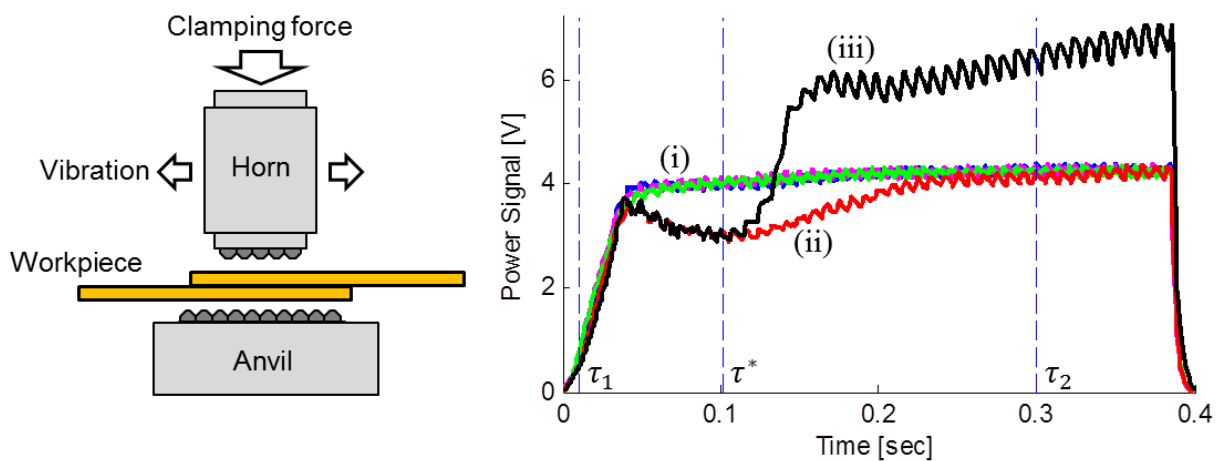 Clamping force
Vibration
Horn
Workpiece
Anvil
Power Signal [V]
6
4
2
0
(i)
(ii)
(iii)
τ₁
τ*
τ₂
0
0.1
0.2
0.3
0.4
Time [sec]